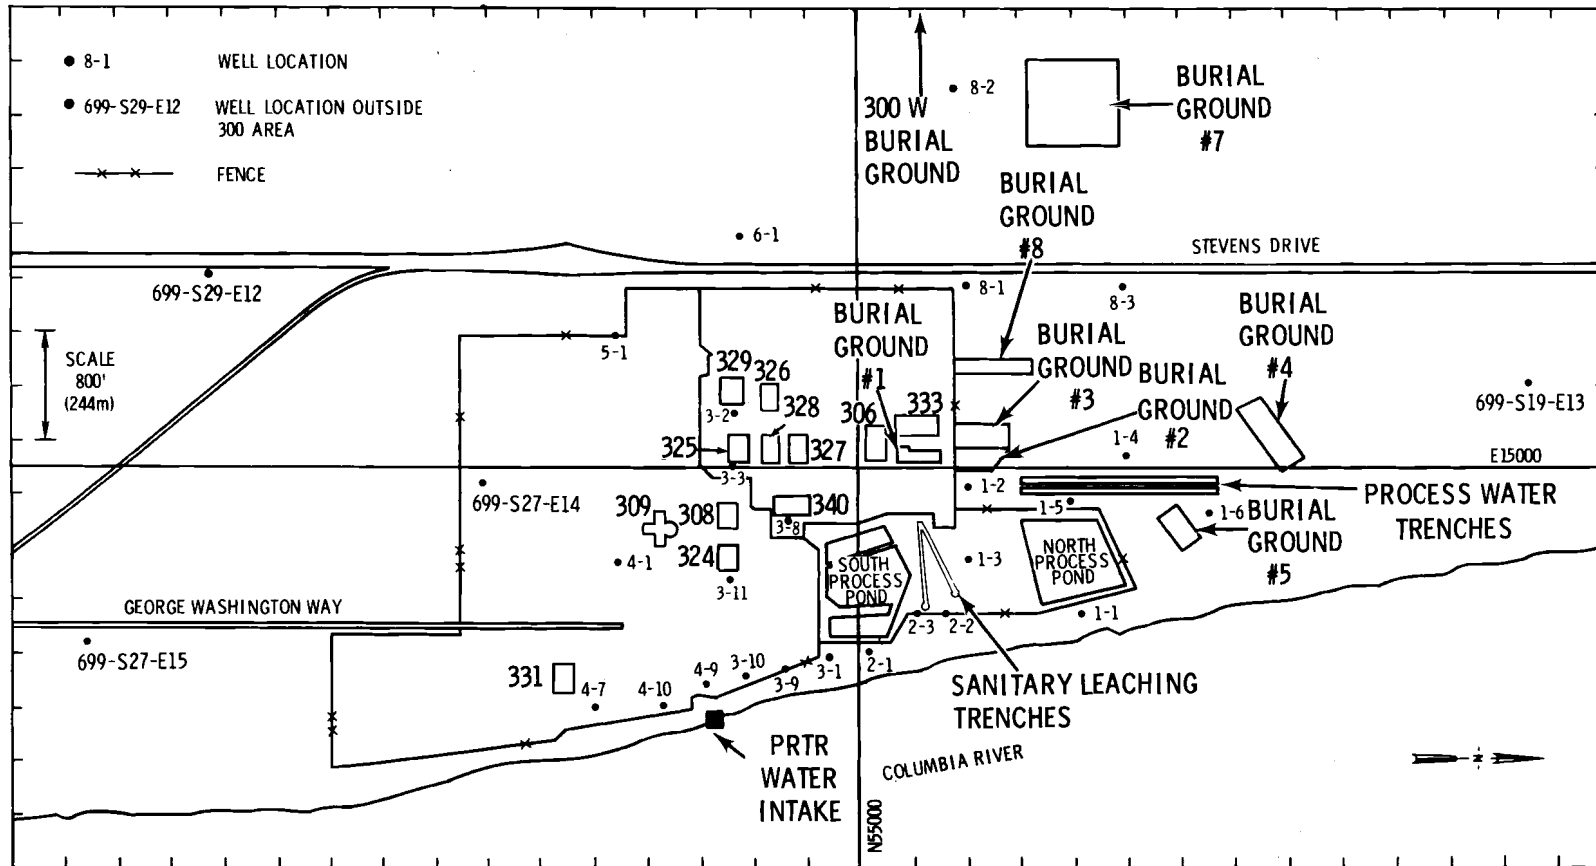 8-1 WELL LOCATION
699-S29-E12 WELL LOCATION OUTSIDE
300 AREA
FENCE
300 W
BURIAL
GROUND
8-2
BURIAL
GROUND
#7
BURIAL
GROUND
#8
6-1
STEVENS DRIVE
699-S29-E12
8-1
8-3
SCALE
800'
(244m)
5-1
BURIAL
GROUND
#1
BURIAL
GROUND
#3
BURIAL
GROUND
#2
BURIAL
GROUND
#4
329
326
3-2
328
306
333
325
327
1-4
699-S19-E13
E15000
3-3
699-S27-E14
1-2
PROCESS WATER
TRENCHES
309
308
340
3-8
1-5
1-6
BURIAL
GROUND
#5
4-1
324
3-11
SOUTH
PROCESS
POND
1-3
NORTH
PROCESS
POND
GEORGE WASHINGTON WAY
2-3
2-2
1-1
699-S27-E15
331
4-7
4-10
4-9
3-10
3-9
3-1
2-1
SANITARY LEACHING
TRENCHES
PRTR
WATER
INTAKE
COLUMBIA RIVER
N55000
N